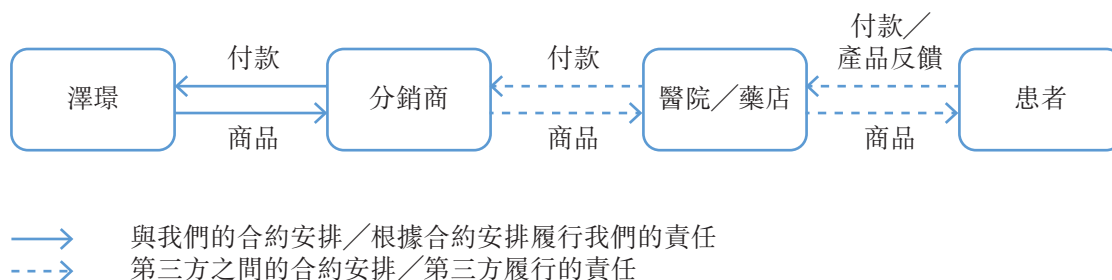 付款／
付款
付款
產品反饋
澤璟
分銷商
醫院／藥店
患者
商品
商品
商品
與我們的合約安排／根據合約安排履行我們的責任
第三方之間的合約安排／第三方履行的責任